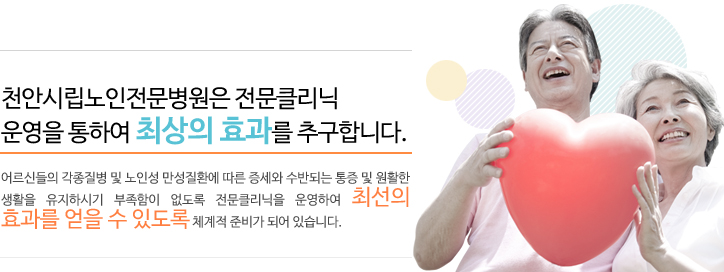 천안시립노인전문병원은 전문클리닉
운영을 통하여 최상의 효과를 추구합니다.
어르신들의 각종질병 및 노인성 만성질환에 따른 증세와 수반되는 통증 및 원활한
생활을 유지하시기 부족함이 없도록 전문클리닉을 운영하여 최선의
효과를 얻을 수 있도록 체계적 준비가 되어 있습니다.